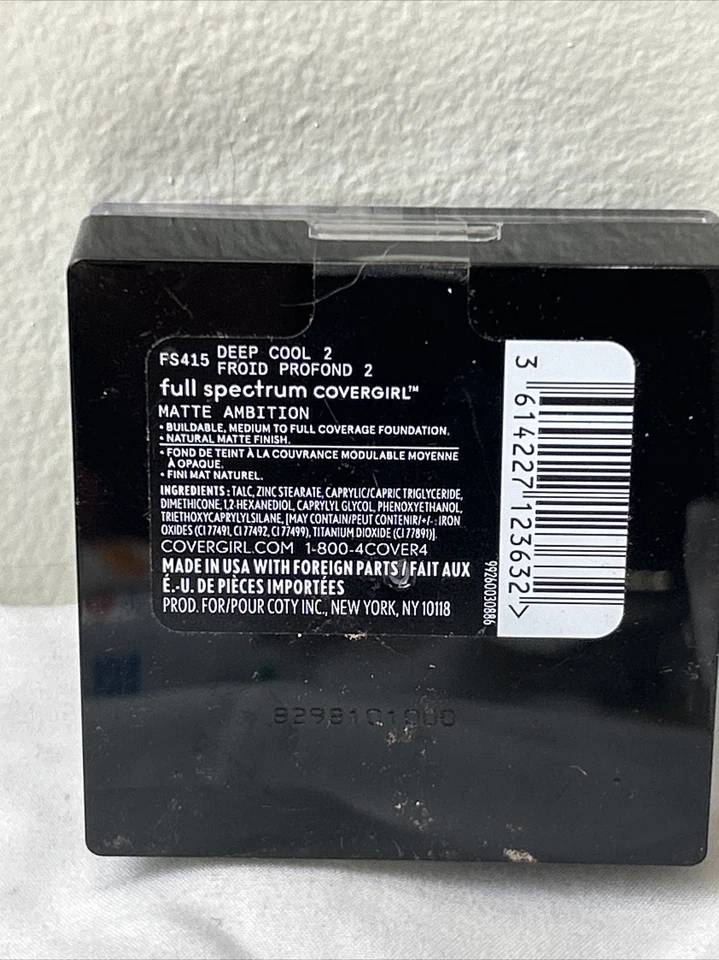 FS415 DEEP COOL 2
FROID PROFOND 2
full spectrum COVERGIRL™
MATTE AMBITION
• BUILDABLE, MEDIUM TO FULL COVERAGE FOUNDATION.
• NATURAL MATTE FINISH.
• FOND DE TEINT À LA COUVRANCE MODULABLE MOYENNE
À OPAQUE.
• FINI MAT NATUREL.
INGREDIENTS : TALC, ZINC STEARATE, CAPRYLIC/CAPRIC TRIGLYCERIDE,
DIMETHICONE, 1,2-HEXANEDIOL, CAPRYLYL GLYCOL, PHENOXYETHANOL,
TRIETHOXYCAPRYLYLSILANE, [MAY CONTAIN/PEUT CONTENIR/+/-: IRON
OXIDES (CI 77491, CI 77492, CI 77499), TITANIUM DIOXIDE (CI 77891)].
COVERGIRL.COM 1-800-4COVER4
MADE IN USA WITH FOREIGN PARTS / FAIT AUX
É.-U. DE PIÈCES IMPORTÉES
PROD. FOR/POUR COTY INC., NEW YORK, NY 10118
99260030886
3 614227 123632 >
8298101000